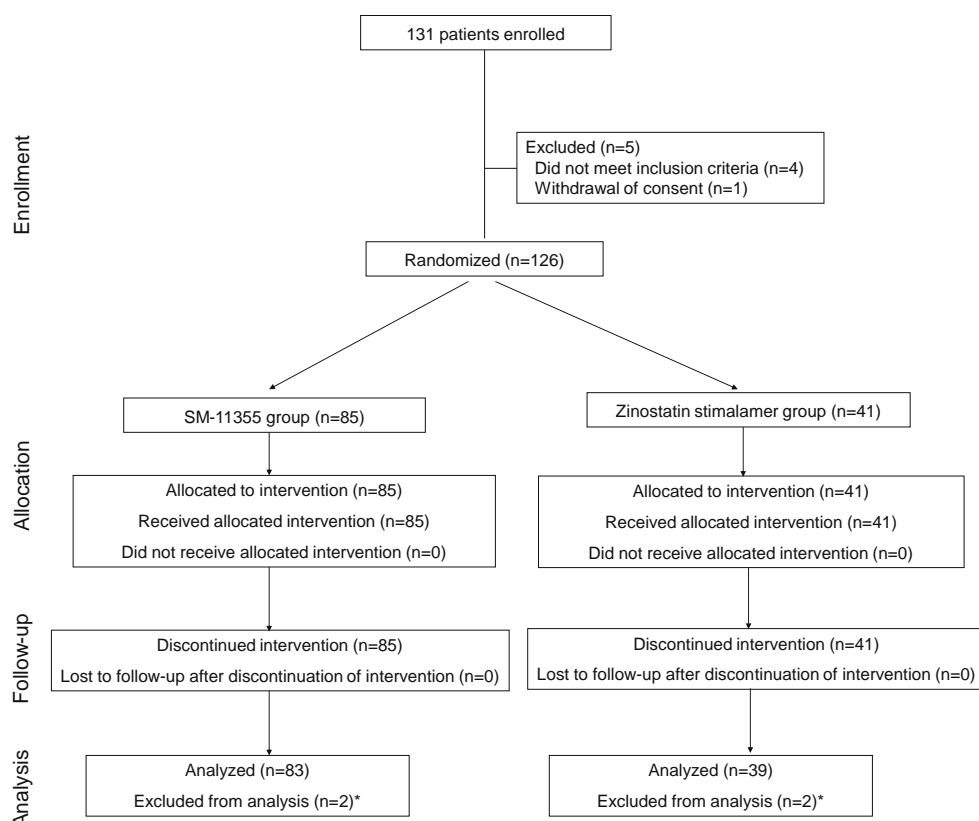 131 patients enrolled
Enrollment
Excluded (n=5)
Did not meet inclusion criteria (n=4)
Withdrawal of consent (n=1)
Randomized (n=126)
SM-11355 group (n=85)
Zinostatin stimalamer group (n=41)
Allocation
Allocated to intervention (n=85)
Received allocated intervention (n=85)
Did not receive allocated intervention (n=0)
Allocated to intervention (n=41)
Received allocated intervention (n=41)
Did not receive allocated intervention (n=0)
Follow-up
Discontinued intervention (n=85)
Lost to follow-up after discontinuation of intervention (n=0)
Discontinued intervention (n=41)
Lost to follow-up after discontinuation of intervention (n=0)
Analysis
Analyzed (n=83)
Excluded from analysis (n=2)*
Analyzed (n=39)
Excluded from analysis (n=2)*